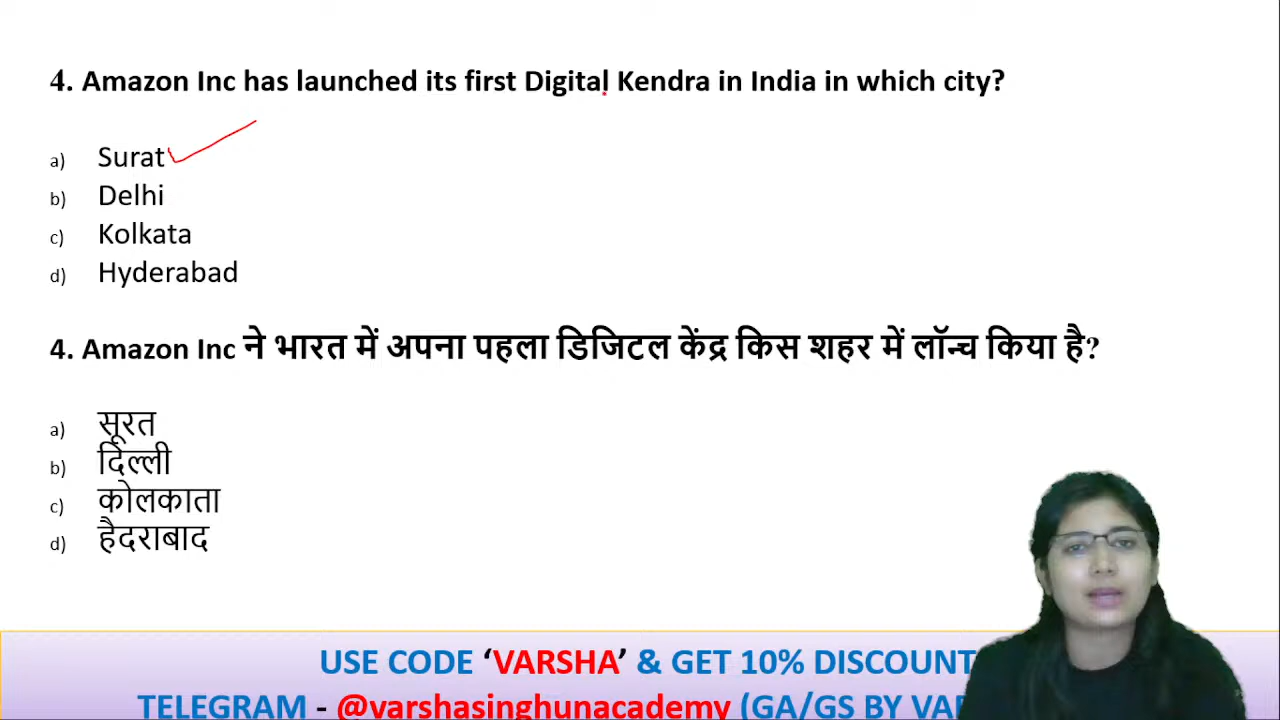 4. Amazon Inc has launched its first Digital Kendra in India in which city?
a) Surat
b) Delhi
c) Kolkata
d) Hyderabad
4. Amazon Inc ने भारत में अपना पहला डिजिटल केंद्र किस शहर में लॉन्च किया है?
a) सूरत
b) दिल्ली
c) कोलकाता
d) हैदराबाद
USE CODE ‘VARSHA’ & GET 10% DISCOUNT
TELEGRAM - @varshasinghunacademy (GA/GS BY